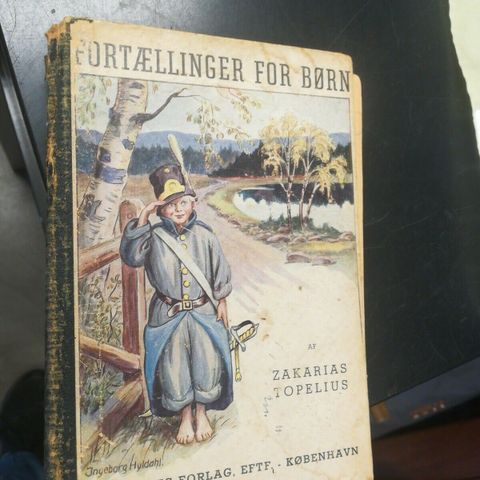 FORTÆLLINGER FOR BØRN
AF
ZAKARIAS
TOPELIUS
Ingeborg Hyldahl.
FORLAG, EFTF. - KØBENHAVN